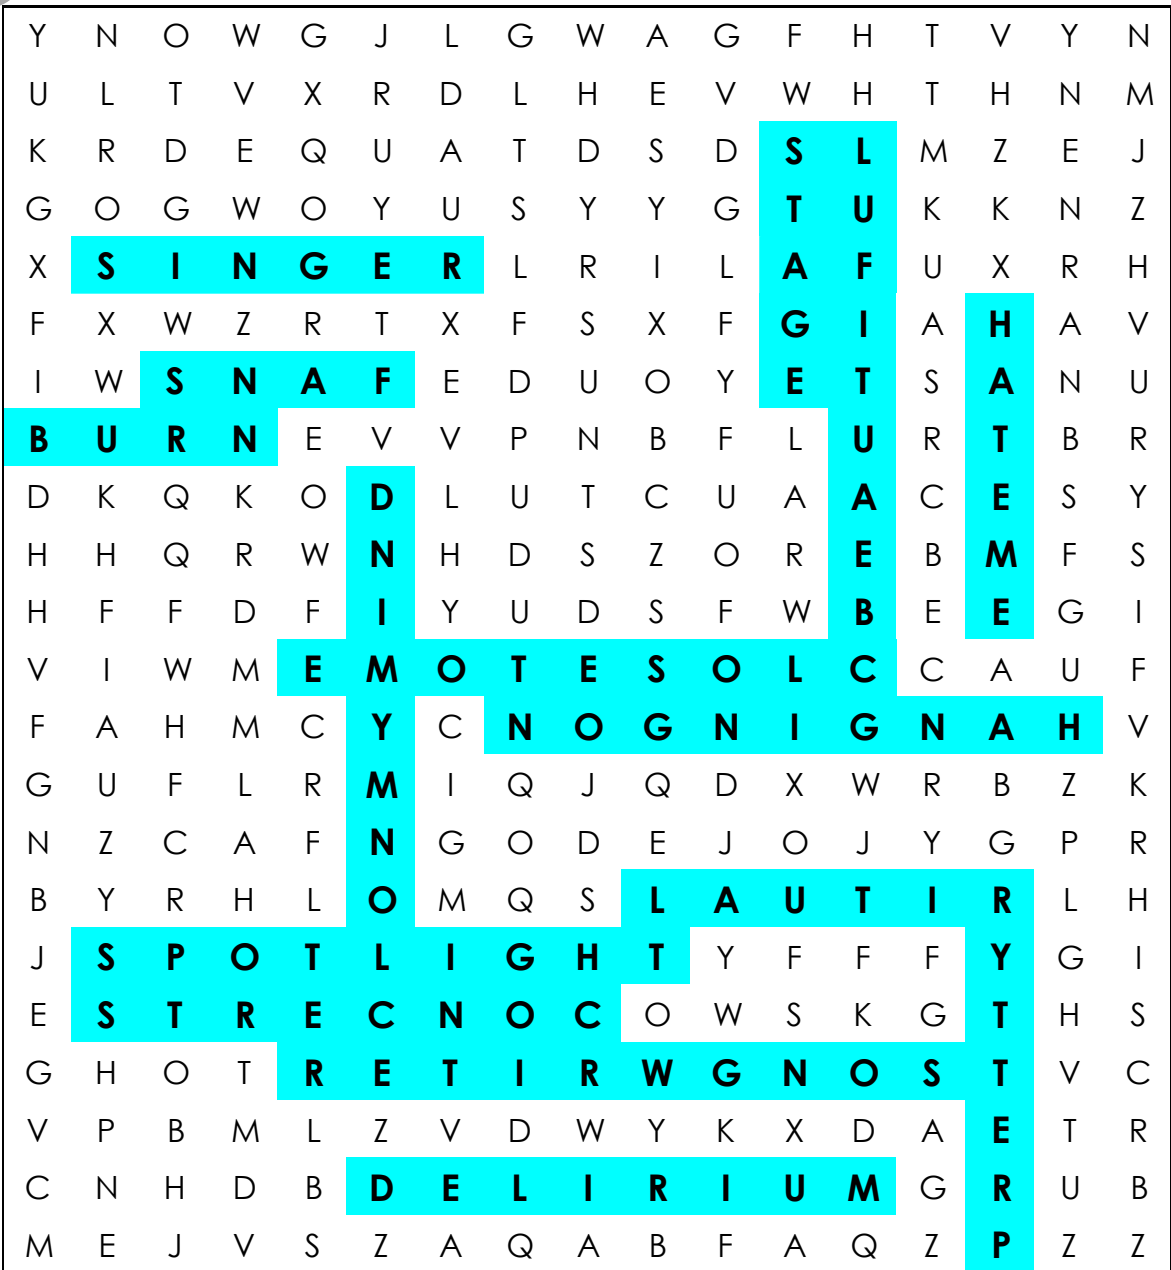 Y N O W G J L G W A G F H T V Y N
U L T V X R D L H E V W H T H N M
K R D E Q U A T D S D S L M Z E J
G O G W O Y U S Y Y G T U K K N Z
X S I N G E R L R I L A F U X R H
F X W Z R T X F S X F G I A H A V
I W S N A F E D U O Y E T S A N U
B U R N E V V P N B F L U R T B R
D K Q K O D L U T C U A A C E S Y
H H Q R W N H D S Z O R E B M F S
H F F D F I Y U D S F W B E E G I
V I W M E M O T E S O L C C A U F
F A H M C Y C N O G N I G N A H V
G U F L R M I Q J Q D X W R B Z K
N Z C A F N G O D E J O J Y G P R
B Y R H L O M Q S L A U T I R L H
J S P O T L I G H T Y F F F Y G I
E S T R E C N O C O W S K G T H S
G H O T R E T I R W G N O S T V C
V P B M L Z V D W Y K X D A E T R
C N H D B D E L I R I U M G R U B
M E J V S Z A Q A B F A Q Z P Z Z